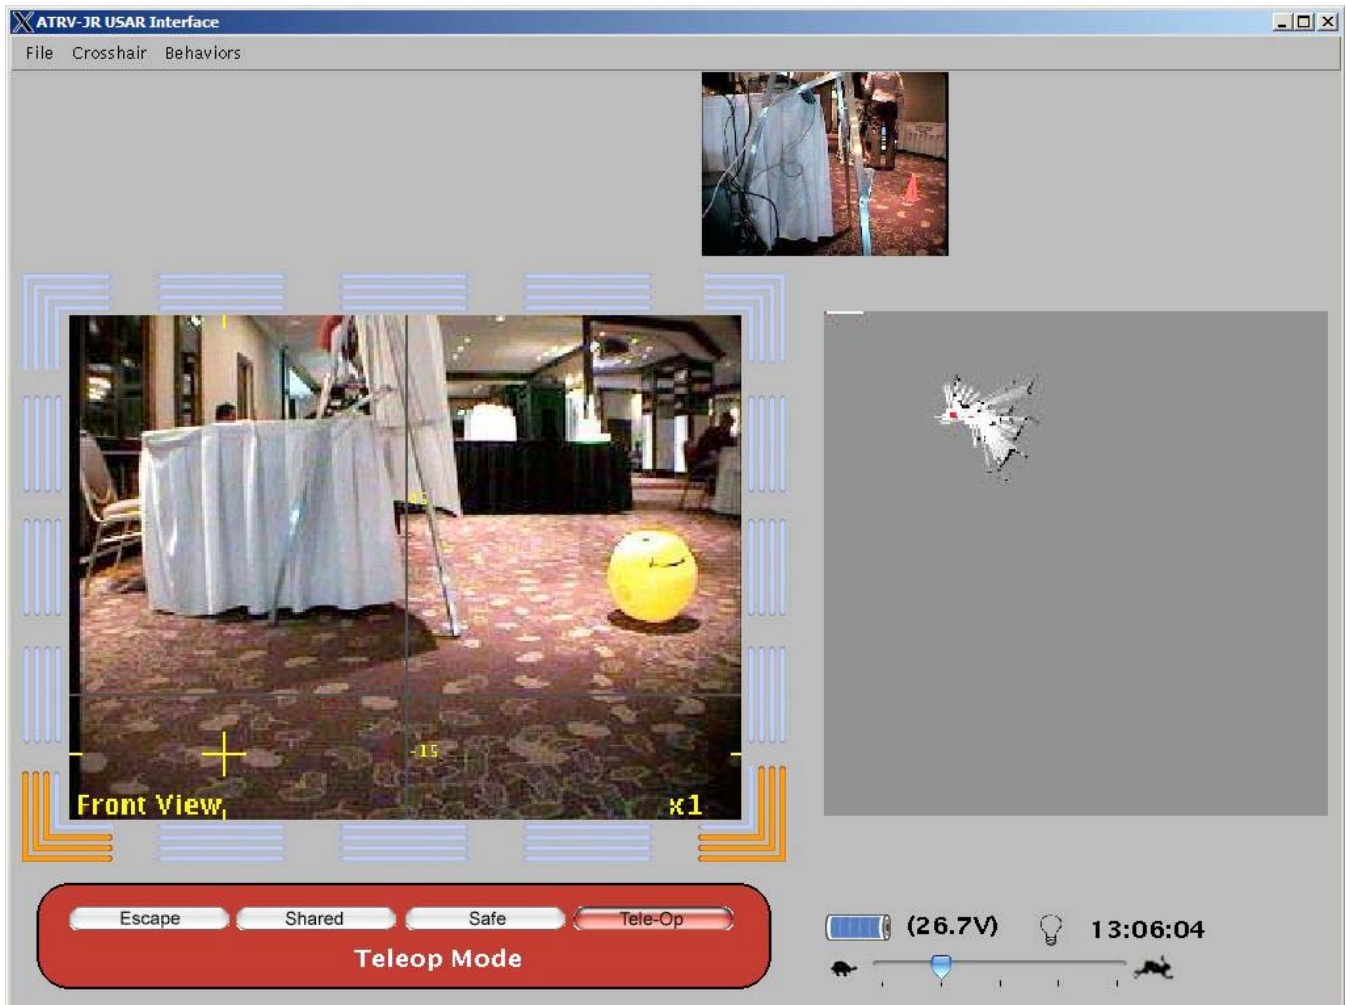 ATRV-JR USAR Interface
File Crosshair Behaviors
45
-15
Front View
x1
Escape Shared Safe Tele-Op
Teleop Mode
(26.7V) 13:06:04